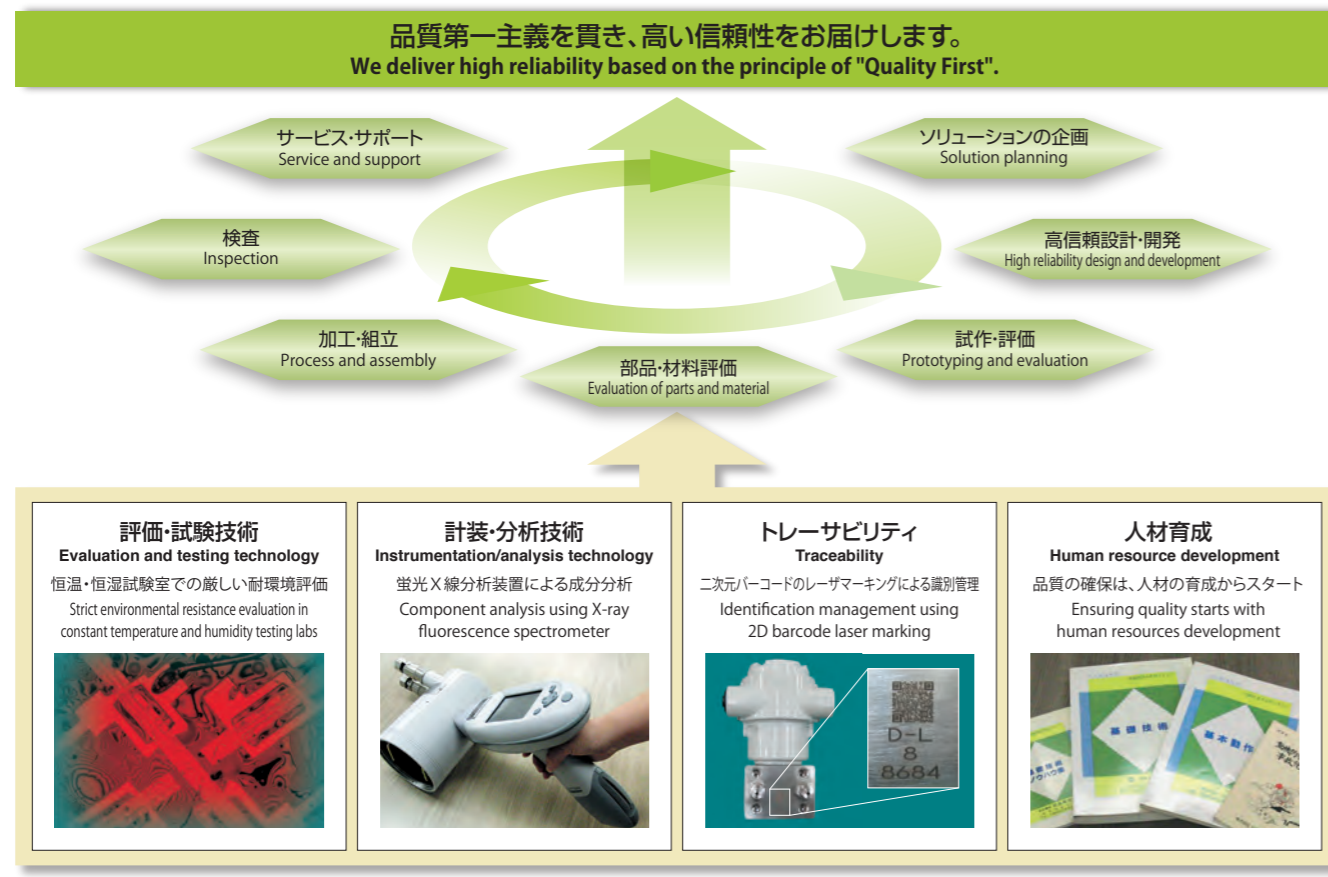 品質第一主義を貫き、高い信頼性をお届けします。
We deliver high reliability based on the principle of "Quality First".
サービス・サポート
Service and support
ソリューションの企画
Solution planning
検査
Inspection
高信頼設計・開発
High reliability design and development
加工・組立
Process and assembly
部品・材料評価
Evaluation of parts and material
試作・評価
Prototyping and evaluation
評価・試験技術
Evaluation and testing technology
恒温・恒湿試験室での厳しい耐環境評価
Strict environmental resistance evaluation in
constant temperature and humidity testing labs
計装・分析技術
Instrumentation/analysis technology
蛍光X線分析装置による成分分析
Component analysis using X-ray
fluorescence spectrometer
トレーサビリティ
Traceability
二次元バーコードのレーザマーキングによる識別管理
Identification management using
2D barcode laser marking
D-L
8
8684
人材育成
Human resource development
品質の確保は、人材の育成からスタート
Ensuring quality starts with
human resources development
基礎技術
基本動作